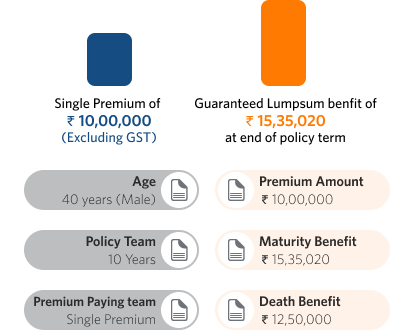 Single Premium of
₹ 10,00,000
(Excluding GST)
Guaranteed Lumpsum benfit of
₹ 15,35,020
at end of policy term
Age
40 years (Male)
Premium Amount
₹ 10,00,000
Policy Team
10 Years
Maturity Benefit
₹ 15,35,020
Premium Paying team
Single Premium
Death Benefit
₹ 12,50,000